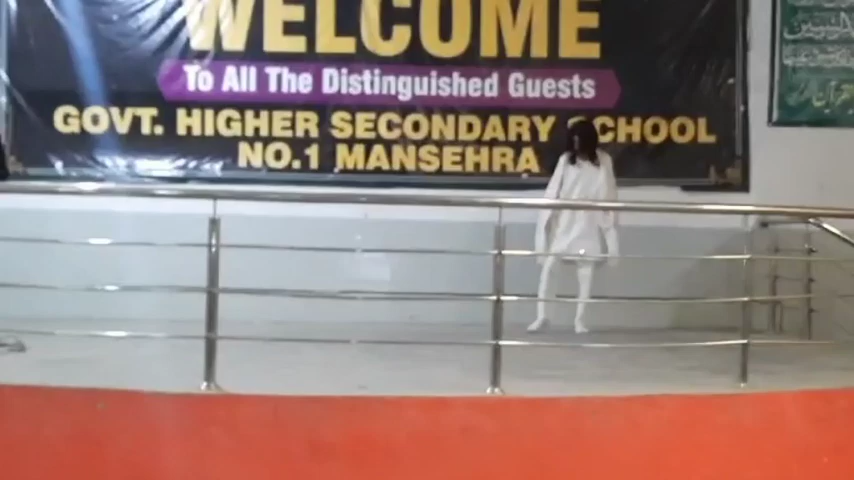 WELCOME
To All The Distinguished Guests
GOVT. HIGHER SECONDARY SCHOOL
NO.1 MANSEHRA